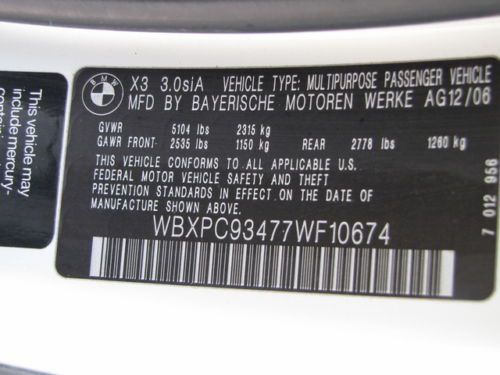 BMW
X3 3.0siA VEHICLE TYPE: MULTIPURPOSE PASSENGER VEHICLE
MFD BY BAYERISCHE MOTOREN WERKE AG12/06
GVWR 5104 lbs 2315 kg
GAWR FRONT 2535 lbs 1150 kg REAR 2778 lbs 1260 kg
THIS VEHICLE CONFORMS TO ALL APPLICABLE U.S.
FEDERAL MOTOR VEHICLE SAFETY AND THEFT
PREVENTION STANDARDS IN EFFECT ON THE DATE OF
MANUFACTURE SHOWN ABOVE.
WBXPC93477WF10674
7 012 956
This vehicle may
include mercury-